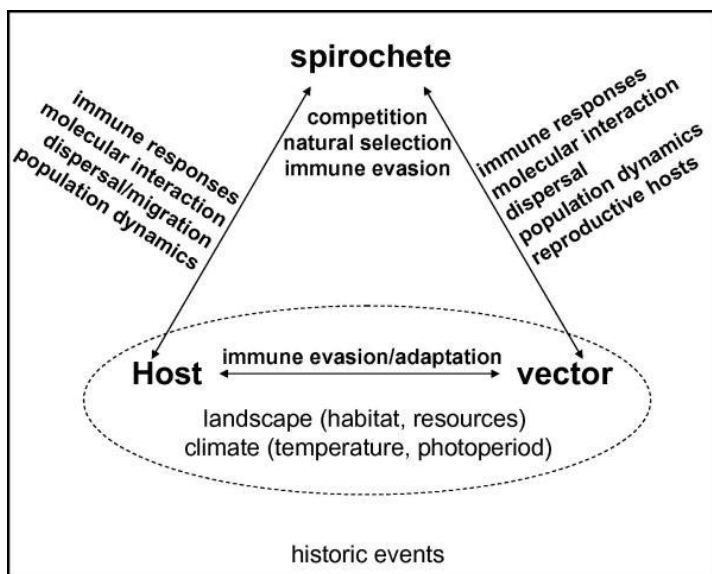 spirochete
competition
natural selection
immune evasion
immune responses
molecular interaction
dispersal/migration
population dynamics
immune responses
molecular interaction
dispersal
population dynamics
reproductive hosts
immune evasion/adaptation
Host
vector
landscape (habitat, resources)
climate (temperature, photoperiod)
historic events